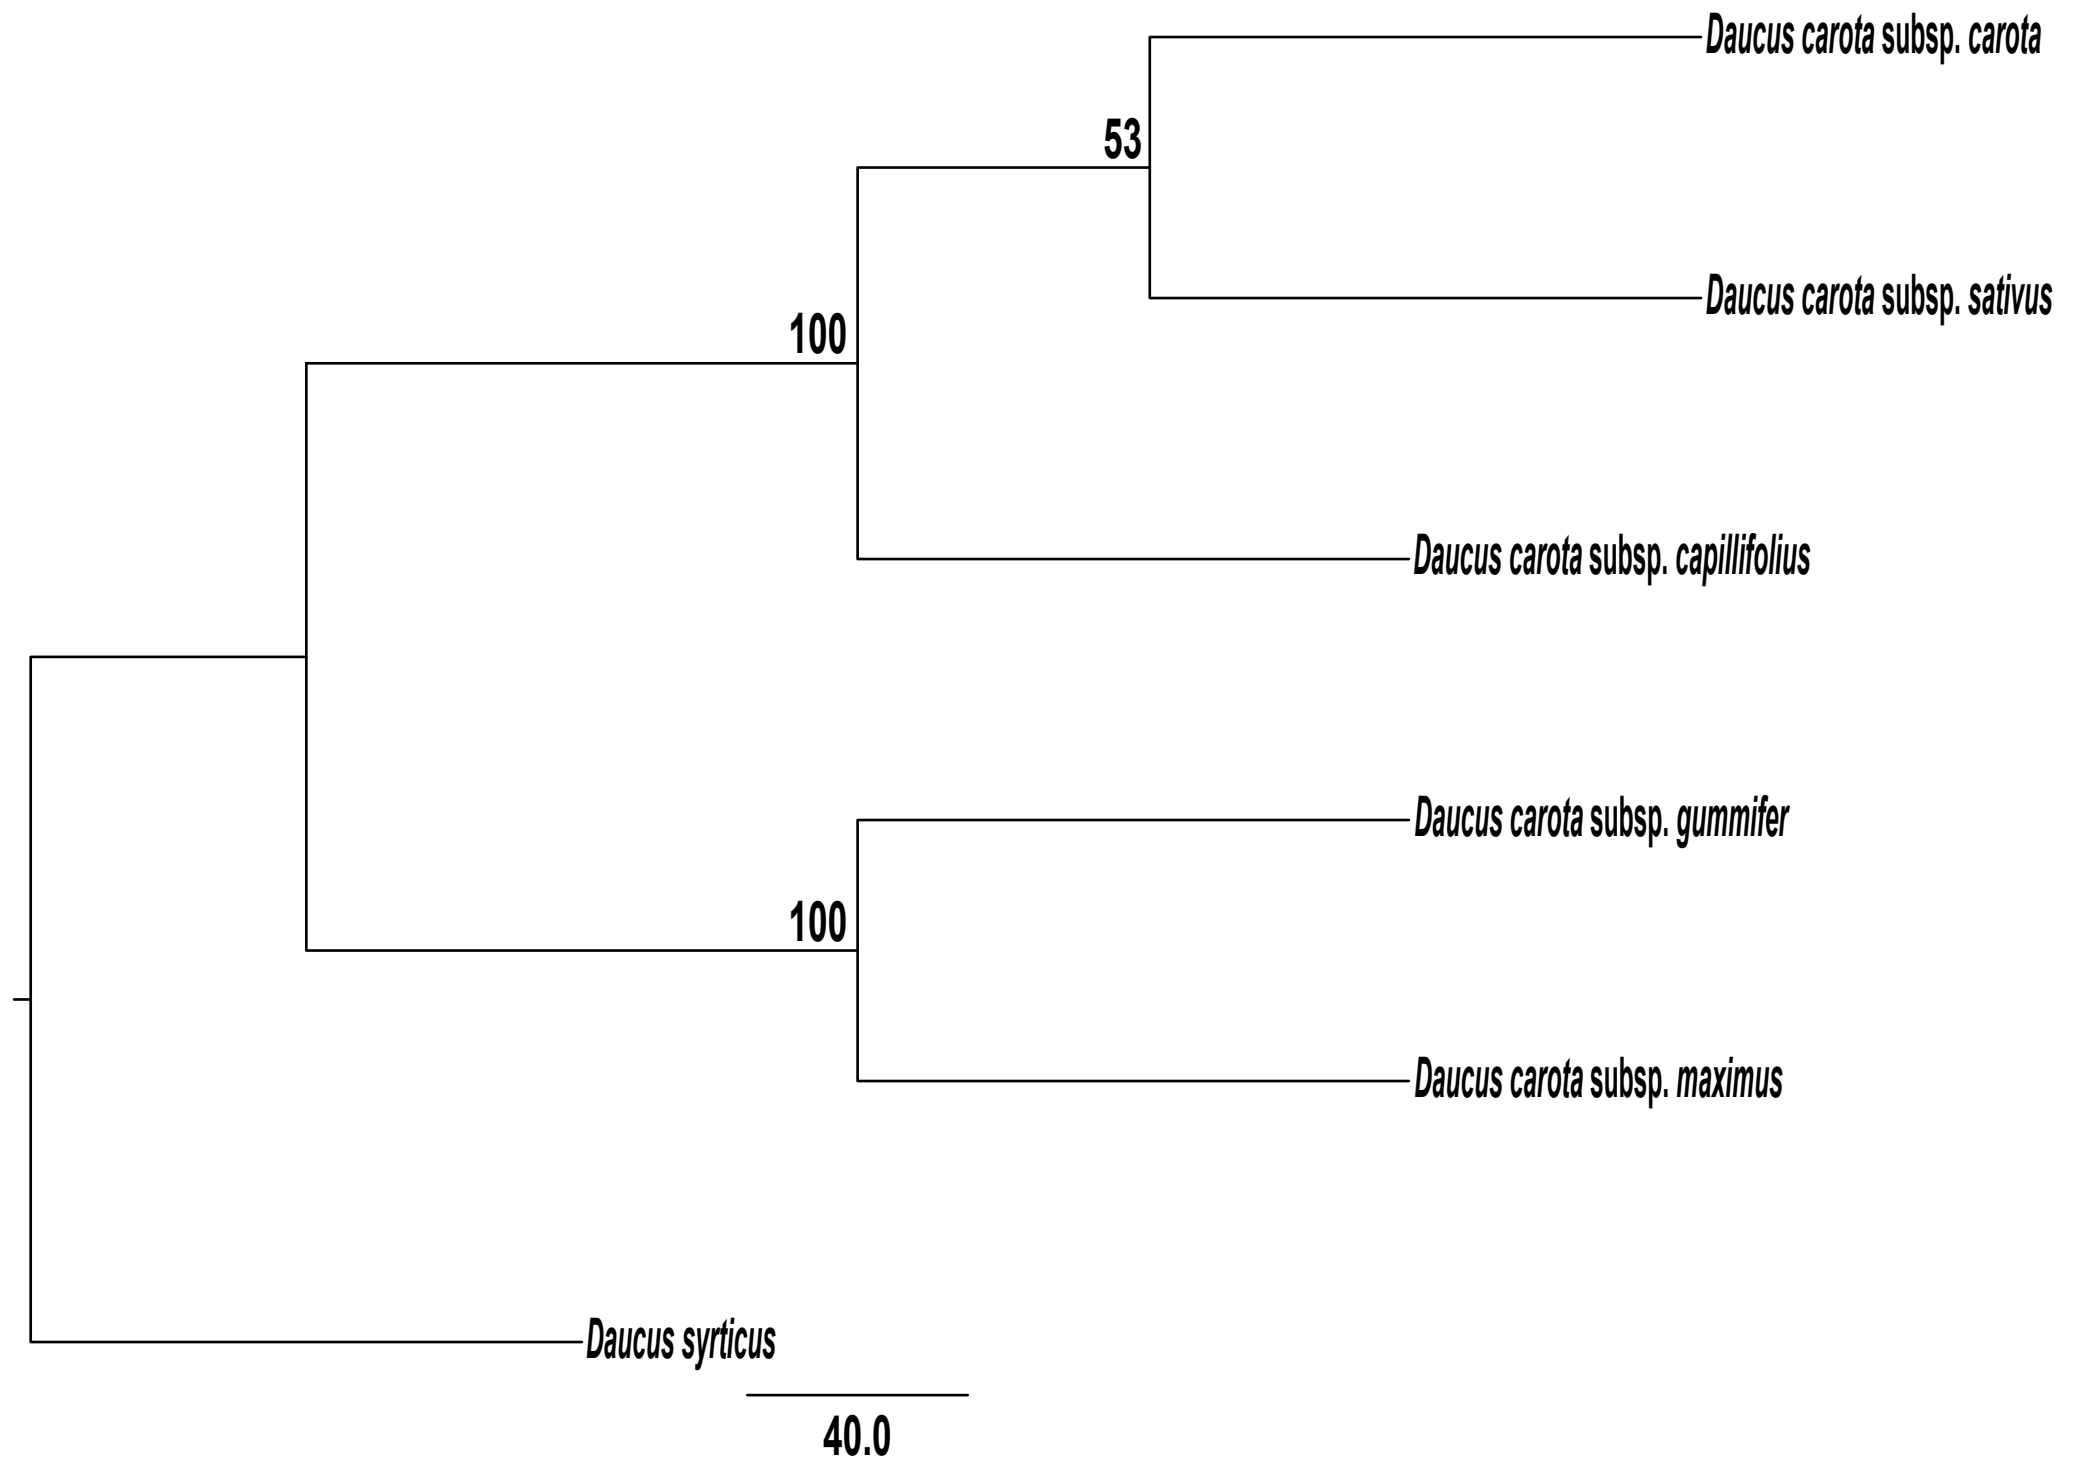 Daucus carota subsp. carota
53
Daucus carota subsp. sativus
100
Daucus carota subsp. capillifolius
Daucus carota subsp. gummifer
100
Daucus carota subsp. maximus
Daucus syrticus
40.0